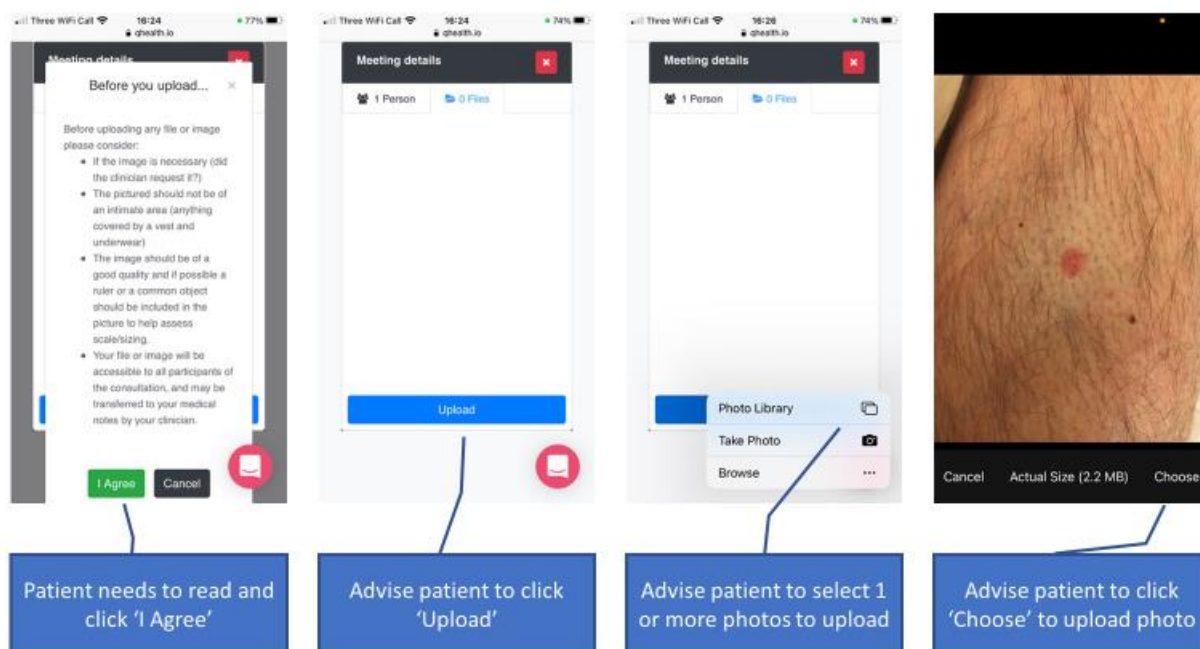 Three WiFi Call 16:24 77%
qhealth.io
Meeting details
Before you upload... ×
Before uploading any file or image
please consider:
• If the image is necessary (did
the clinician request it?)
• The pictured should not be of
an intimate area (anything
covered by a vest and
underwear)
• The image should be of a
good quality and if possible a
ruler or a common object
should be included in the
picture to help assess
scale/sizing.
• Your file or image will be
accessible to all participants of
the consultation, and may be
transferred to your medical
notes by your clinician.
I Agree Cancel
Patient needs to read and
click 'I Agree'
Three WiFi Call 16:24 74%
qhealth.io
Meeting details
1 Person 0 Files
Upload
Advise patient to click
'Upload'
Three WiFi Call 16:26 74%
qhealth.io
Meeting details
1 Person 0 Files
Photo Library
Take Photo
Browse
Advise patient to select 1
or more photos to upload
Cancel Actual Size (2.2 MB) Choose
Advise patient to click
'Choose' to upload photo